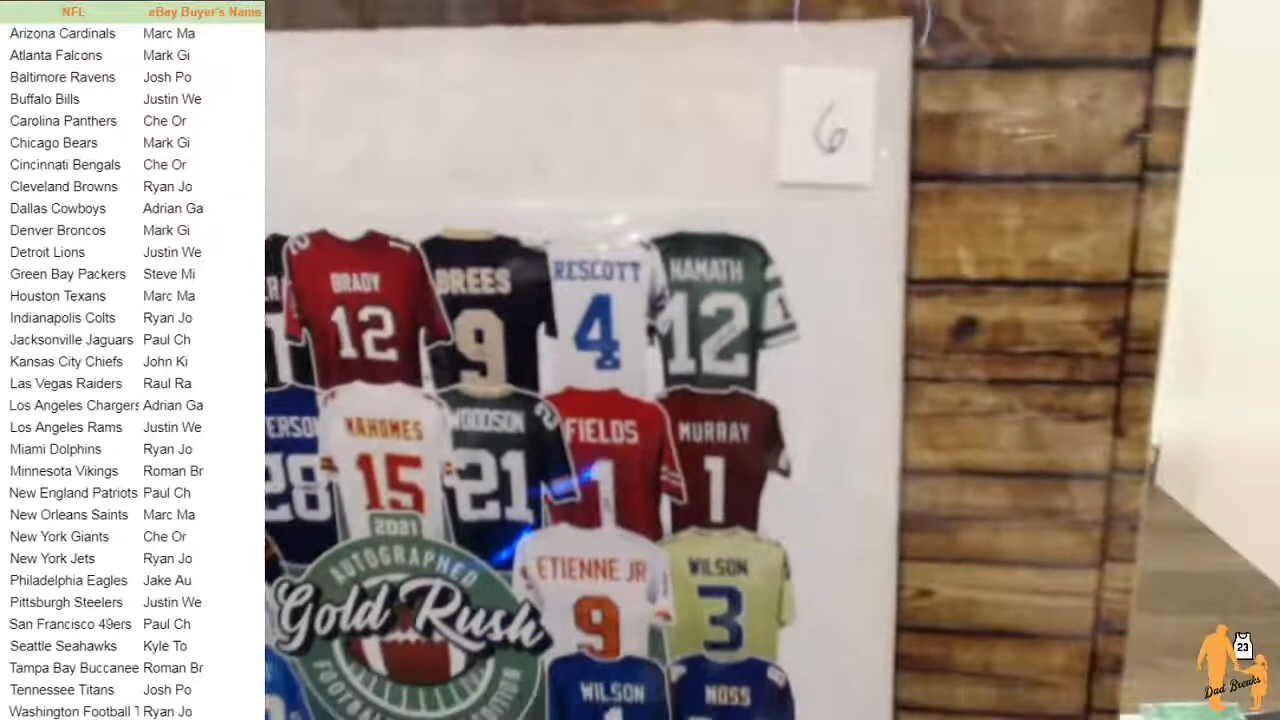 NFL eBay Buyer's Name
Arizona Cardinals Marc Ma
Atlanta Falcons Mark Gi
Baltimore Ravens Josh Po
Buffalo Bills Justin We
Carolina Panthers Che Or
Chicago Bears Mark Gi
Cincinnati Bengals Che Or
Cleveland Browns Ryan Jo
Dallas Cowboys Adrian Ga
Denver Broncos Mark Gi
Detroit Lions Justin We
Green Bay Packers Steve Mi
Houston Texans Marc Ma
Indianapolis Colts Ryan Jo
Jacksonville Jaguars Paul Ch
Kansas City Chiefs John Ki
Las Vegas Raiders Raul Ra
Los Angeles Chargers Adrian Ga
Los Angeles Rams Justin We
Miami Dolphins Ryan Jo
Minnesota Vikings Roman Br
New England Patriots Paul Ch
New Orleans Saints Marc Ma
New York Giants Che Or
New York Jets Ryan Jo
Philadelphia Eagles Jake Au
Pittsburgh Steelers Justin We
San Francisco 49ers Paul Ch
Seattle Seahawks Kyle To
Tampa Bay Buccanee Roman Br
Tennessee Titans Josh Po
Washington Football T Ryan Jo
6
BRADY BREES RESCOTT NAMATH
12 9 4 12
MAHOMES WOODSON FIELDS MURRAY
28 15 21 1 1
2021
AUTOGRAPHED
Gold Rush
FOOTBALL
ETIENNE JR WILSON
9 3
WILSON MOSS
23
Dad Breaks